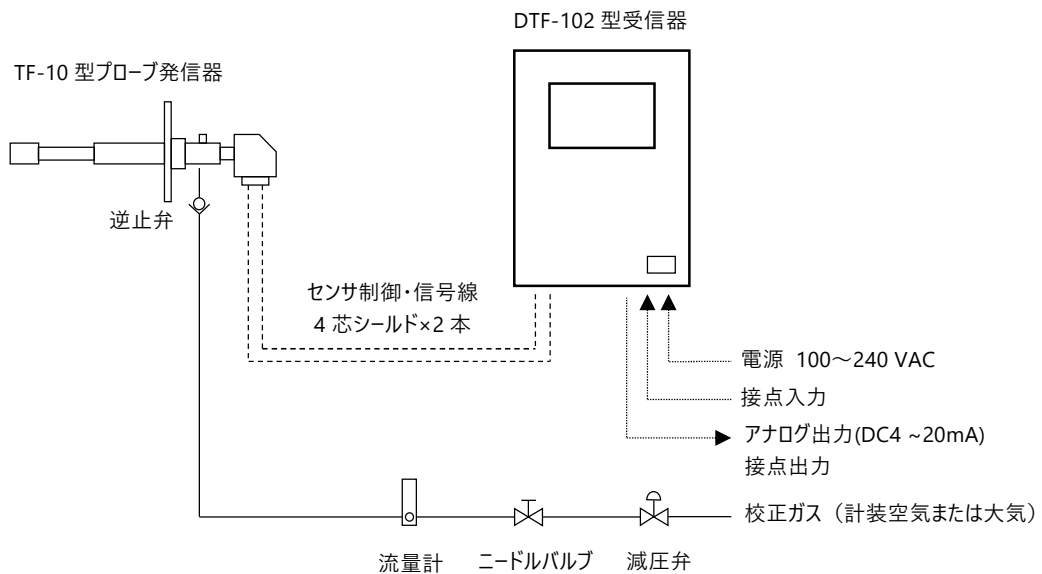 DTF-102 型受信器
TF-10 型プローブ発信器
逆止弁
センサ制御・信号線
4 芯シールド×2 本
電源 100～240 VAC
接点入力
アナログ出力(DC4 ~20mA)
接点出力
校正ガス（計装空気または大気）
流量計
ニードルバルブ
減圧弁